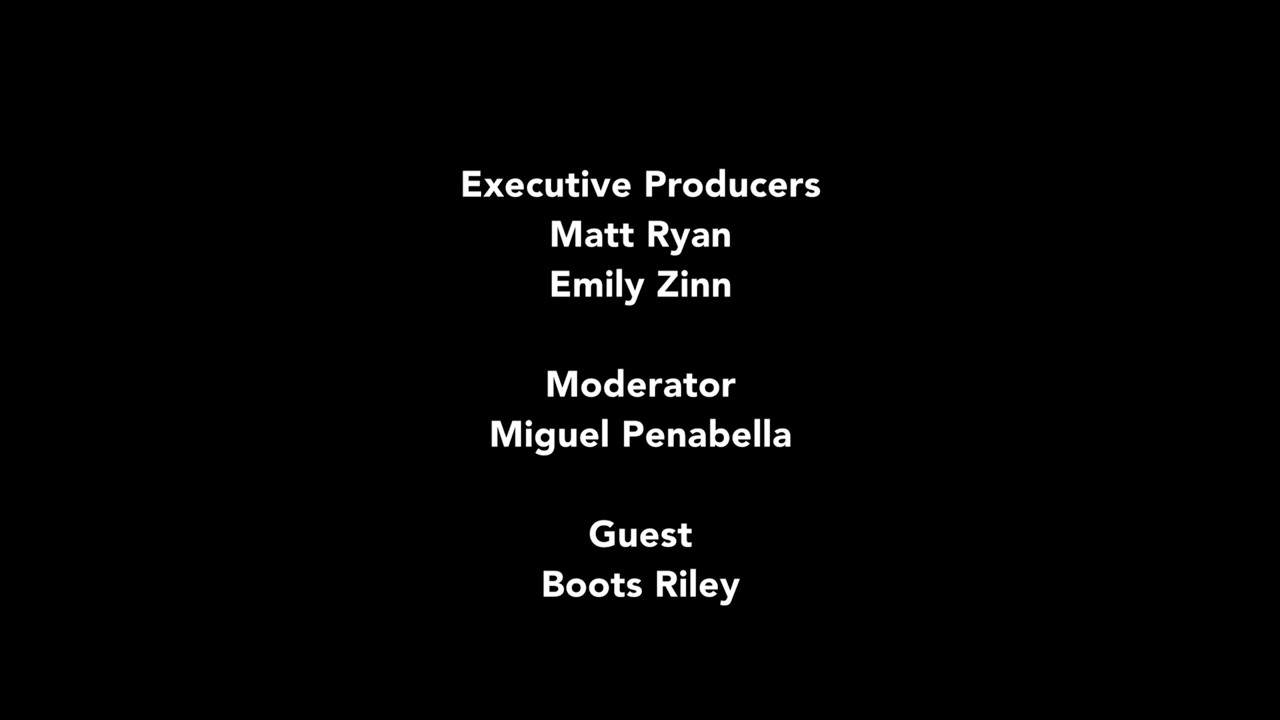 Executive Producers
Matt Ryan
Emily Zinn
Moderator
Miguel Penabella
Guest
Boots Riley